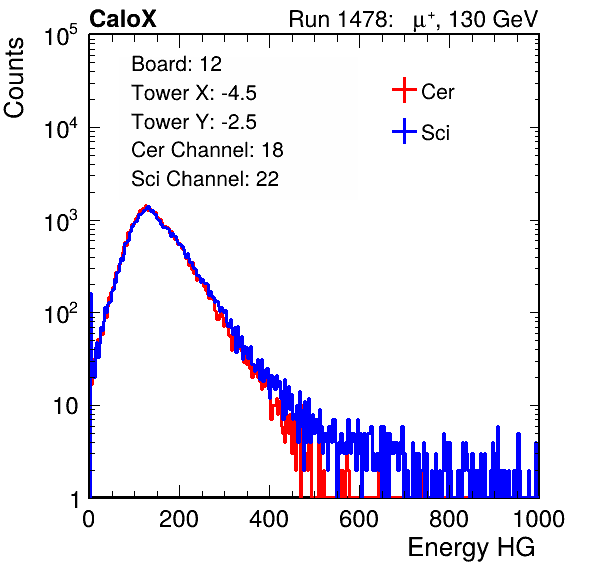 CaloX Run 1478: μ⁺, 130 GeV
Counts
10⁵
10⁴
10³
10²
10
1
Board: 12
Tower X: -4.5
Tower Y: -2.5
Cer Channel: 18
Sci Channel: 22
Cer
Sci
0 200 400 600 800 1000
Energy HG